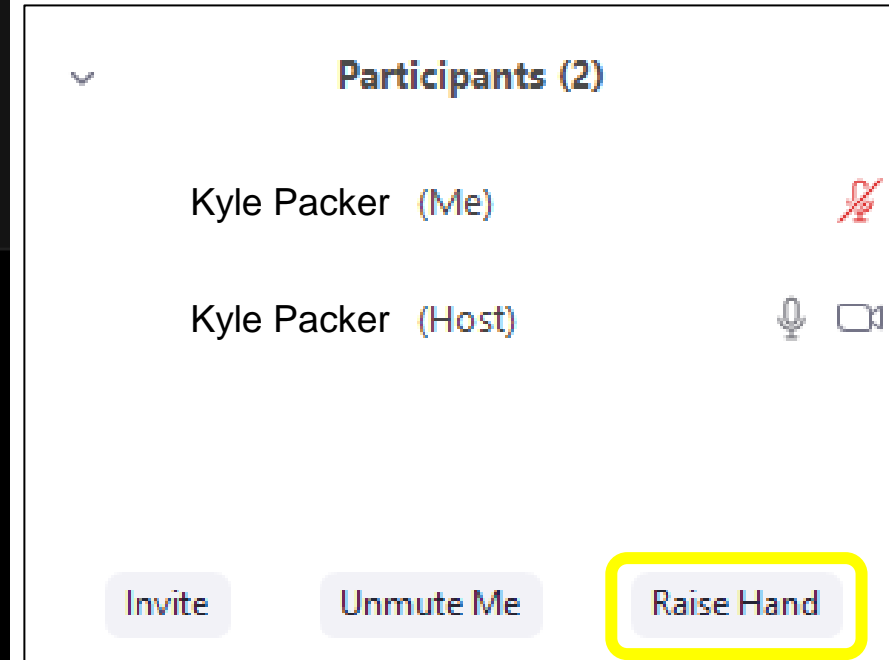 Participants (2)
Kyle Packer (Me)
Kyle Packer (Host)
Invite Unmute Me Raise Hand